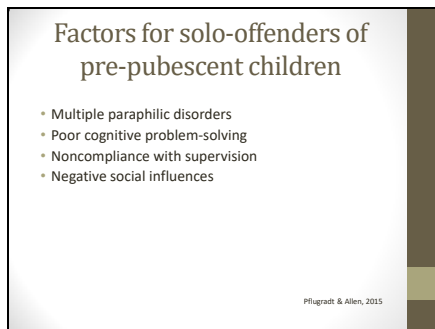 Factors for solo-offenders of
pre-pubescent children
• Multiple paraphilic disorders
• Poor cognitive problem-solving
• Noncompliance with supervision
• Negative social influences
Pflugradt & Allen, 2015